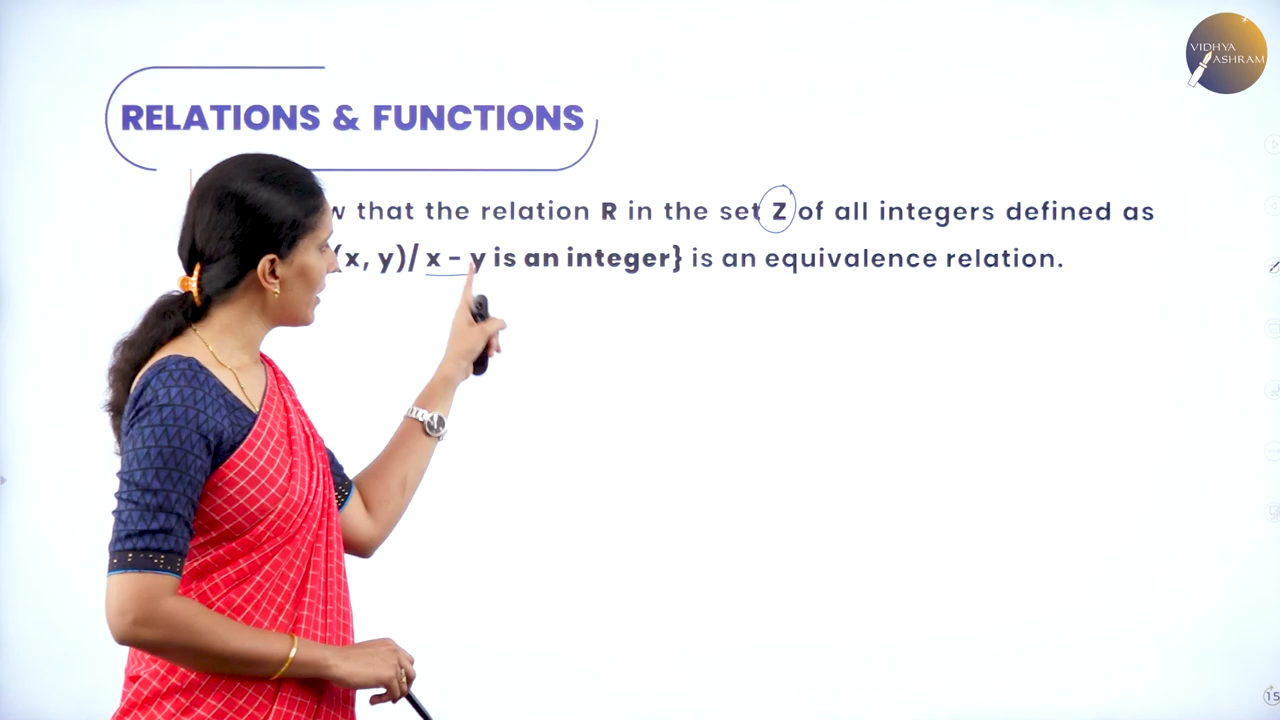 VIDHYA
ASHRAM
RELATIONS & FUNCTIONS
that the relation R in the set Z of all integers defined as
(x, y)/ x - y is an integer} is an equivalence relation.
15